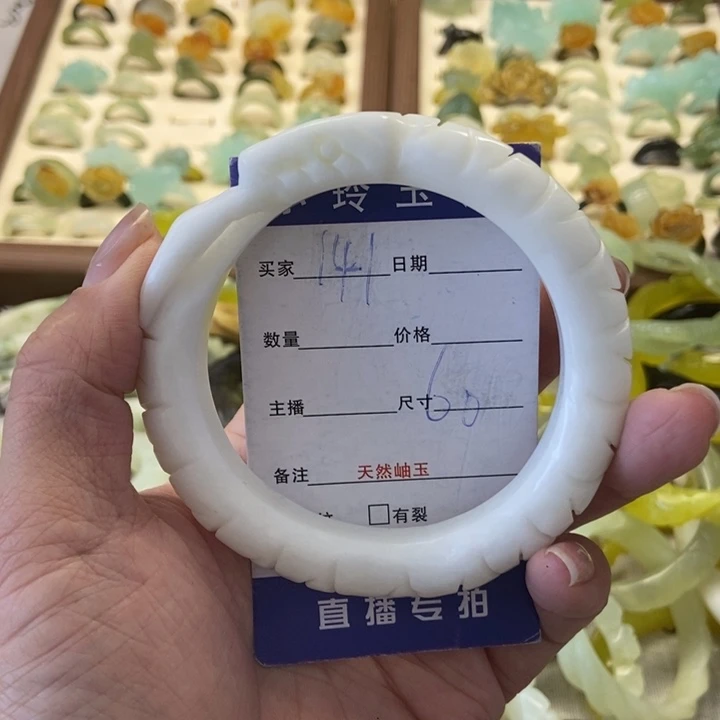 玲玉
买家 141 日期
数量 价格
主播 尺寸 60
备注 天然岫玉
有裂
直播专拍